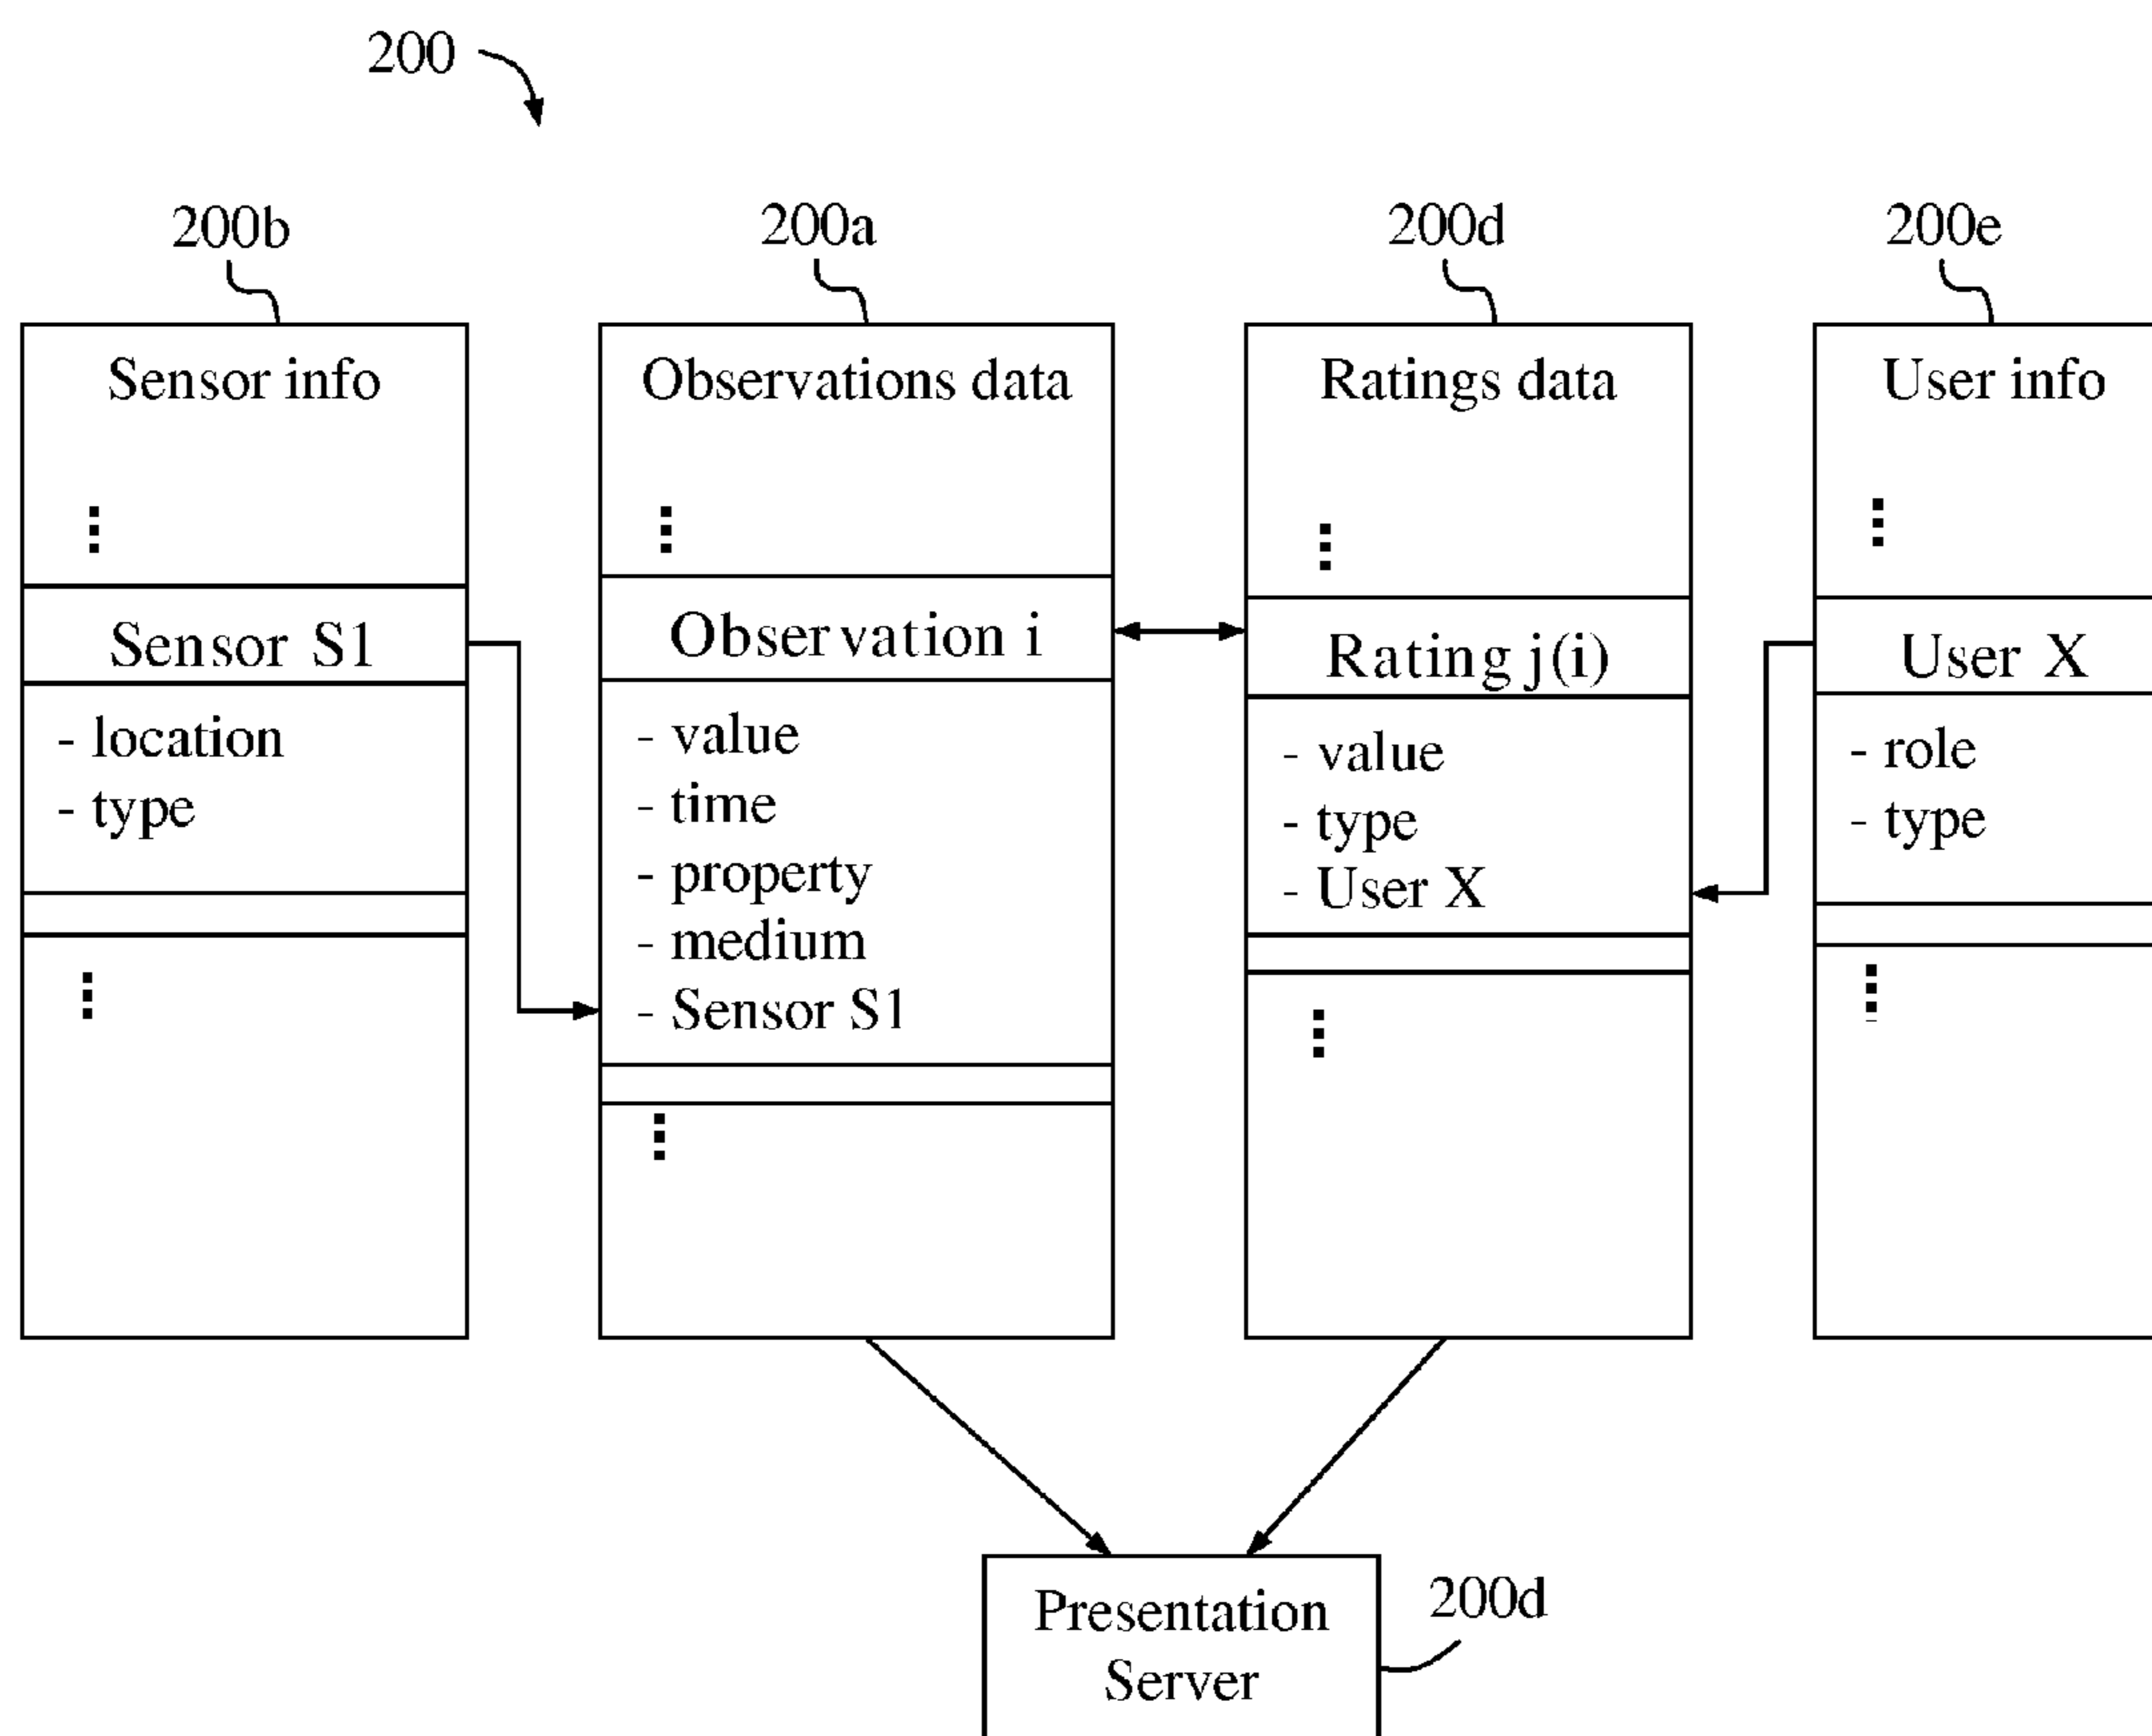 200
200b
200a
200d
200e
Sensor info
Sensor S1
- location
- type
Observations data
Observation i
- value
- time
- property
- medium
- Sensor S1
Ratings data
Rating j(i)
- value
- type
- User X
User info
User X
- role
- type
Presentation
Server
200d